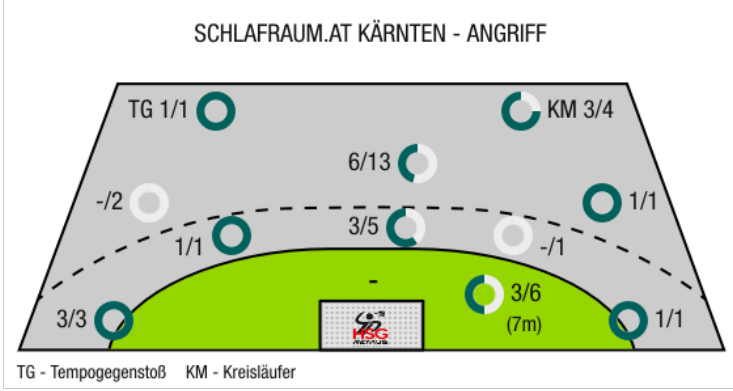 SCHLAFRAUM.AT KÄRNTEN - ANGRIFF
TG 1/1
KM 3/4
6/13
-/2
1/1
3/5
1/1
-/1
-
3/6
(7m)
3/3
1/1
HSG
TG - Tempogegenstoß KM - Kreisläufer